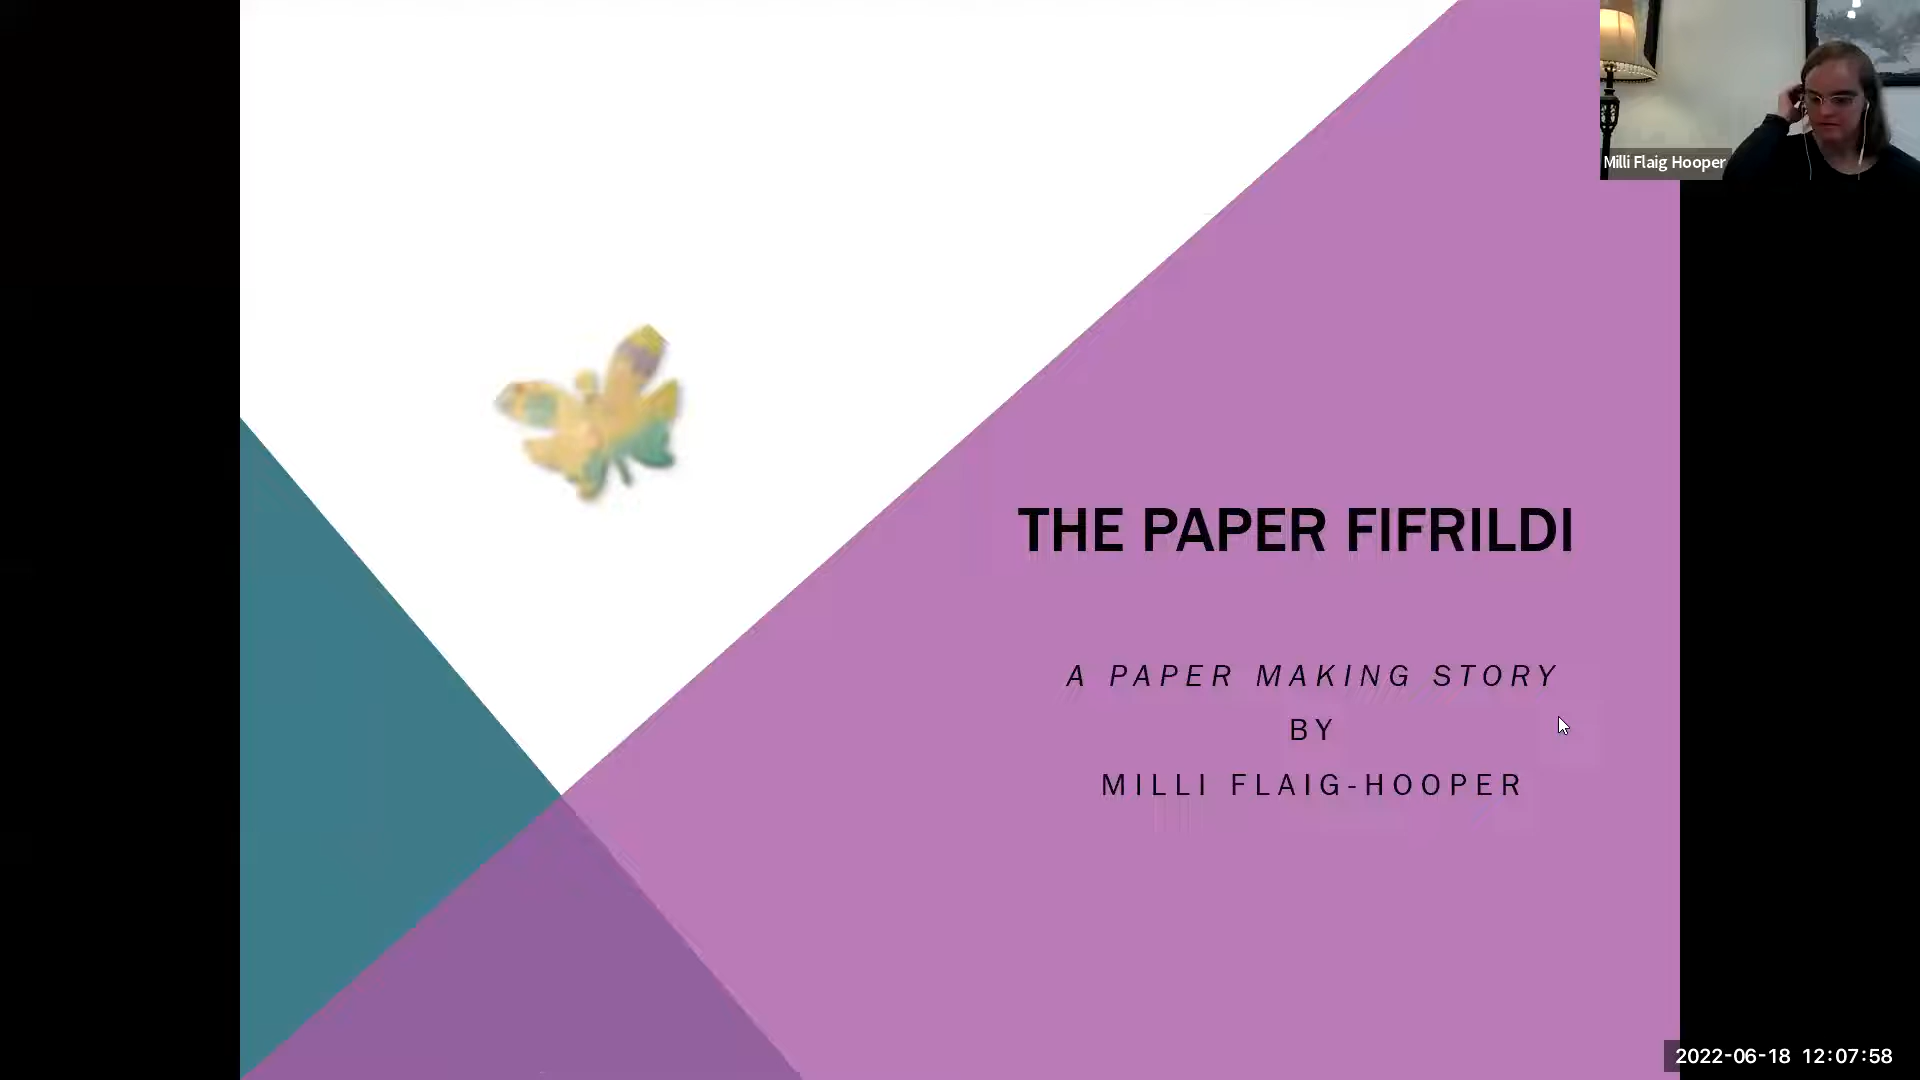 Milli Flaig Hooper
THE PAPER FIFRILDI
A PAPER MAKING STORY
BY
MILLI FLAIG-HOOPER
2022-06-18 12:07:58